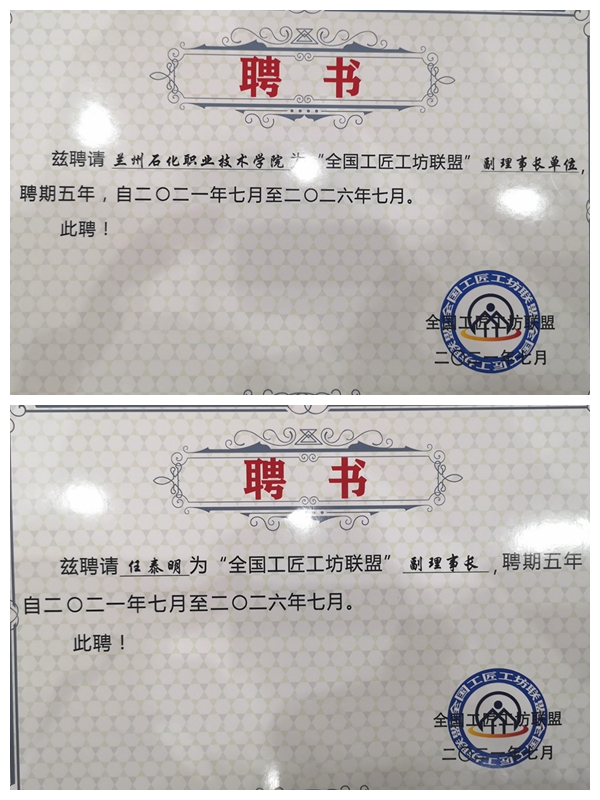 聘书
兹聘请 兰州石化职业技术学院 为“全国工匠工坊联盟”副理事长单位,
聘期五年，自二〇二一年七月至二〇二六年七月。
此聘！
全国工匠工坊联盟
二〇二一年七月
聘书
兹聘请 任泰明 为“全国工匠工坊联盟”副理事长,聘期五年
自二〇二一年七月至二〇二六年七月。
此聘！
全国工匠工坊联盟
二〇二一年七月